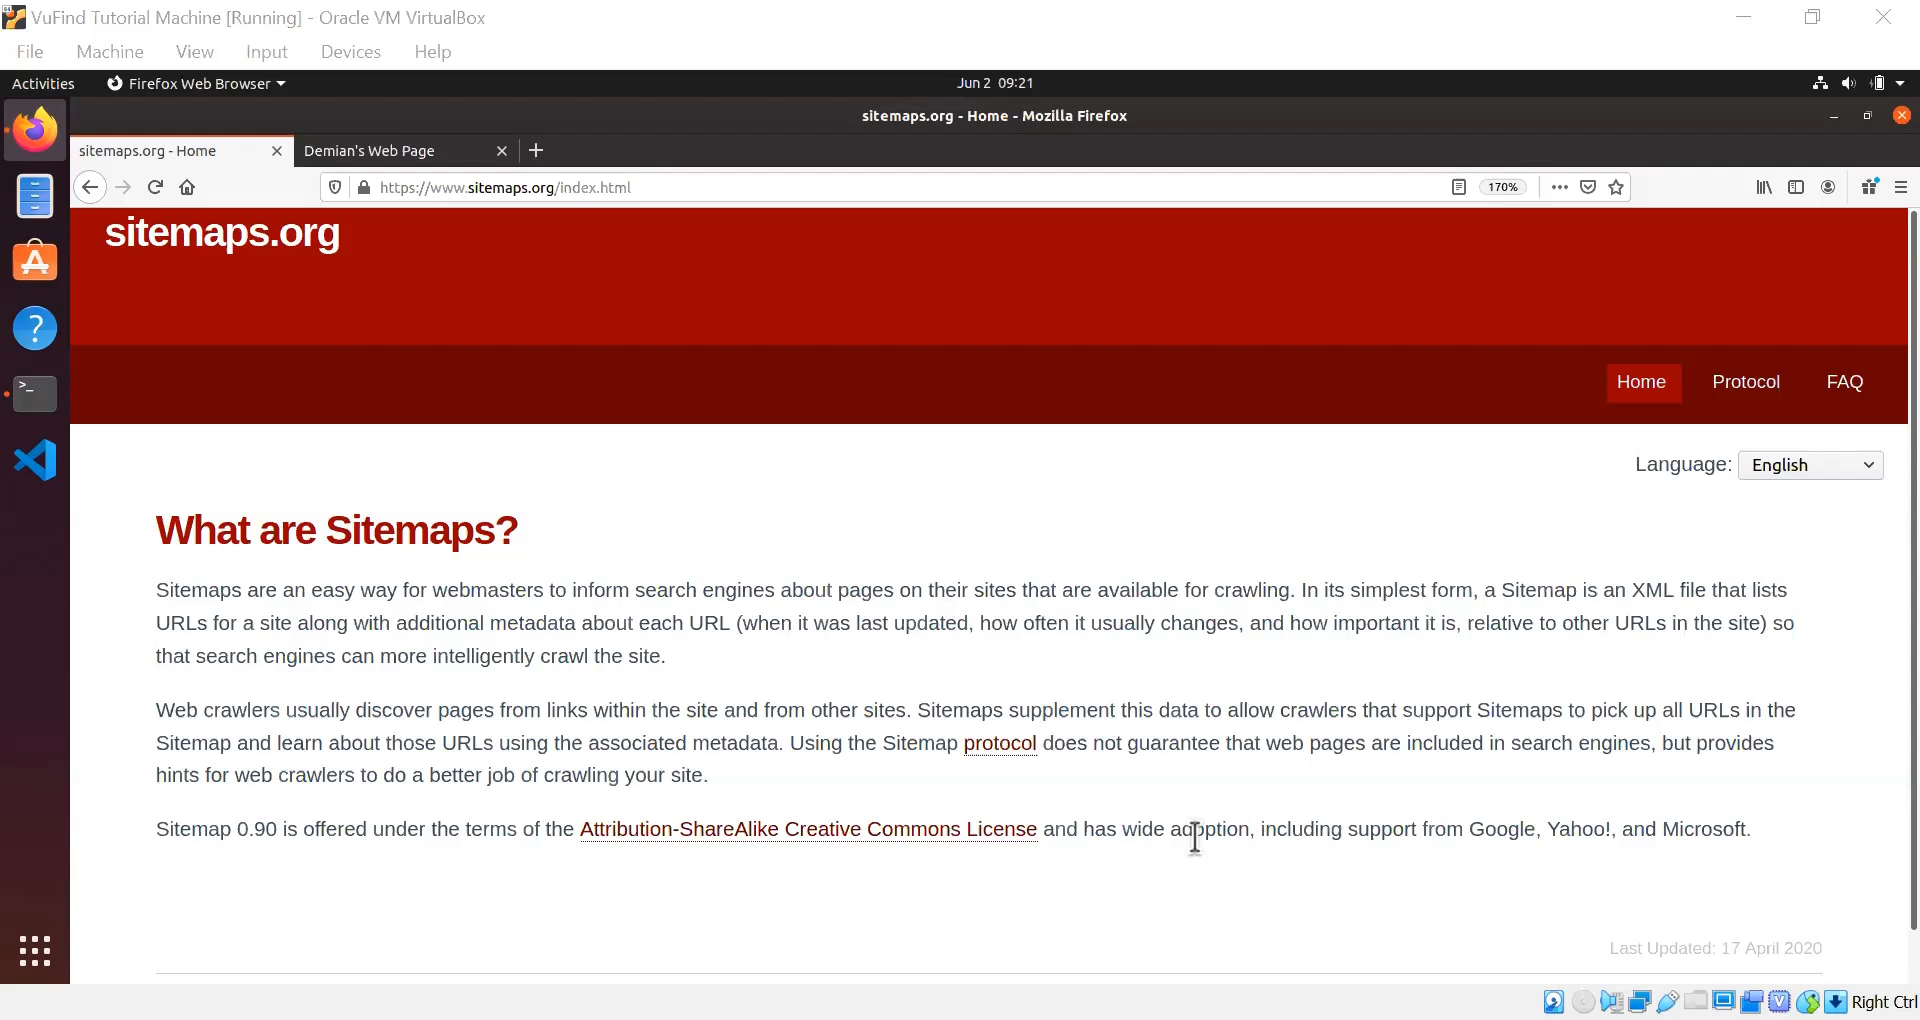 VuFind Tutorial Machine [Running] - Oracle VM VirtualBox
File Machine View Input Devices Help
Activities Firefox Web Browser Jun 2 09:21
sitemaps.org - Home - Mozilla Firefox
sitemaps.org - Home Demian's Web Page
https://www.sitemaps.org/index.html 170%
sitemaps.org
Home Protocol FAQ
Language: English
What are Sitemaps?
Sitemaps are an easy way for webmasters to inform search engines about pages on their sites that are available for crawling. In its simplest form, a Sitemap is an XML file that lists
URLs for a site along with additional metadata about each URL (when it was last updated, how often it usually changes, and how important it is, relative to other URLs in the site) so
that search engines can more intelligently crawl the site.
Web crawlers usually discover pages from links within the site and from other sites. Sitemaps supplement this data to allow crawlers that support Sitemaps to pick up all URLs in the
Sitemap and learn about those URLs using the associated metadata. Using the Sitemap protocol does not guarantee that web pages are included in search engines, but provides
hints for web crawlers to do a better job of crawling your site.
Sitemap 0.90 is offered under the terms of the Attribution-ShareAlike Creative Commons License and has wide adoption, including support from Google, Yahoo!, and Microsoft.
Last Updated: 17 April 2020
Right Ctrl